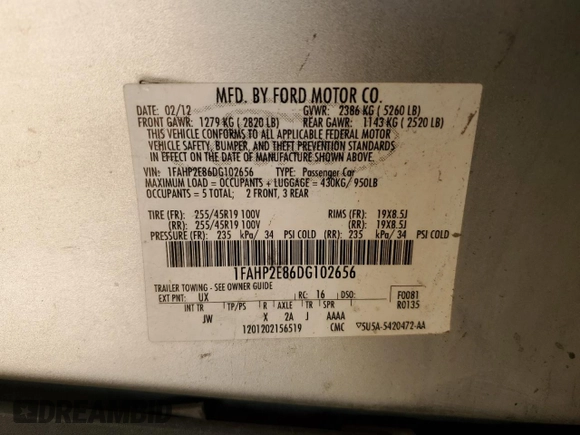 MFD. BY FORD MOTOR CO.
DATE: 02/12 GVWR: 2386 KG ( 5260 LB)
FRONT GAWR: 1279 KG ( 2820 LB) REAR GAWR: 1143 KG ( 2520 LB)
THIS VEHICLE CONFORMS TO ALL APPLICABLE FEDERAL MOTOR
VEHICLE SAFETY, BUMPER, AND THEFT PREVENTION STANDARDS
IN EFFECT ON THE DATE OF MANUFACTURE SHOWN ABOVE.
VIN: 1FAHP2E86DG102656 TYPE: Passenger Car
MAXIMUM LOAD = OCCUPANTS + LUGGAGE = 430KG/ 950LB
OCCUPANTS = 5 TOTAL; 2 FRONT, 3 REAR
TIRE (FR): 255/45R19 100V RIMS (FR): 19X8.5J
(RR): 255/45R19 100V (RR): 19X8.5J
PRESSURE (FR): 235 kPa/ 34 PSI COLD (RR): 235 kPa/ 34 PSI COLD
1FAHP2E86DG102656
TRAILER TOWING - SEE OWNER GUIDE
EXT PNT: UX RC: 16 DSO: F0081
INT TR TP/PS R AXLE TR SPR R0135
JW X 2A J AAAA
1201202156519 CMC 5U5A-5420472-AA
DREAMBID